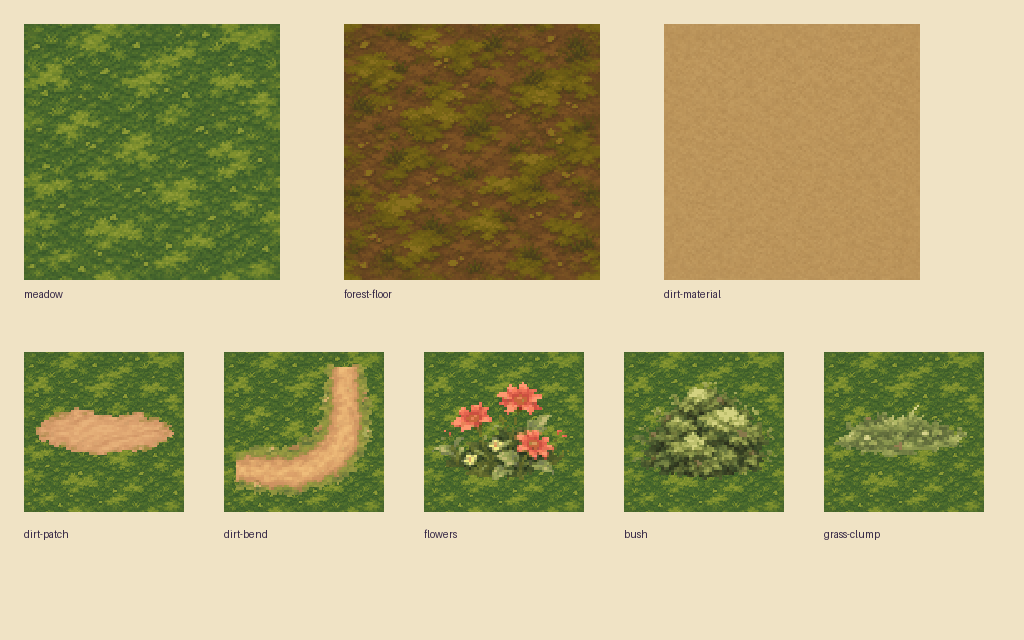 meadow
forest-floor
dirt-material
dirt-patch
dirt-bend
flowers
bush
grass-clump